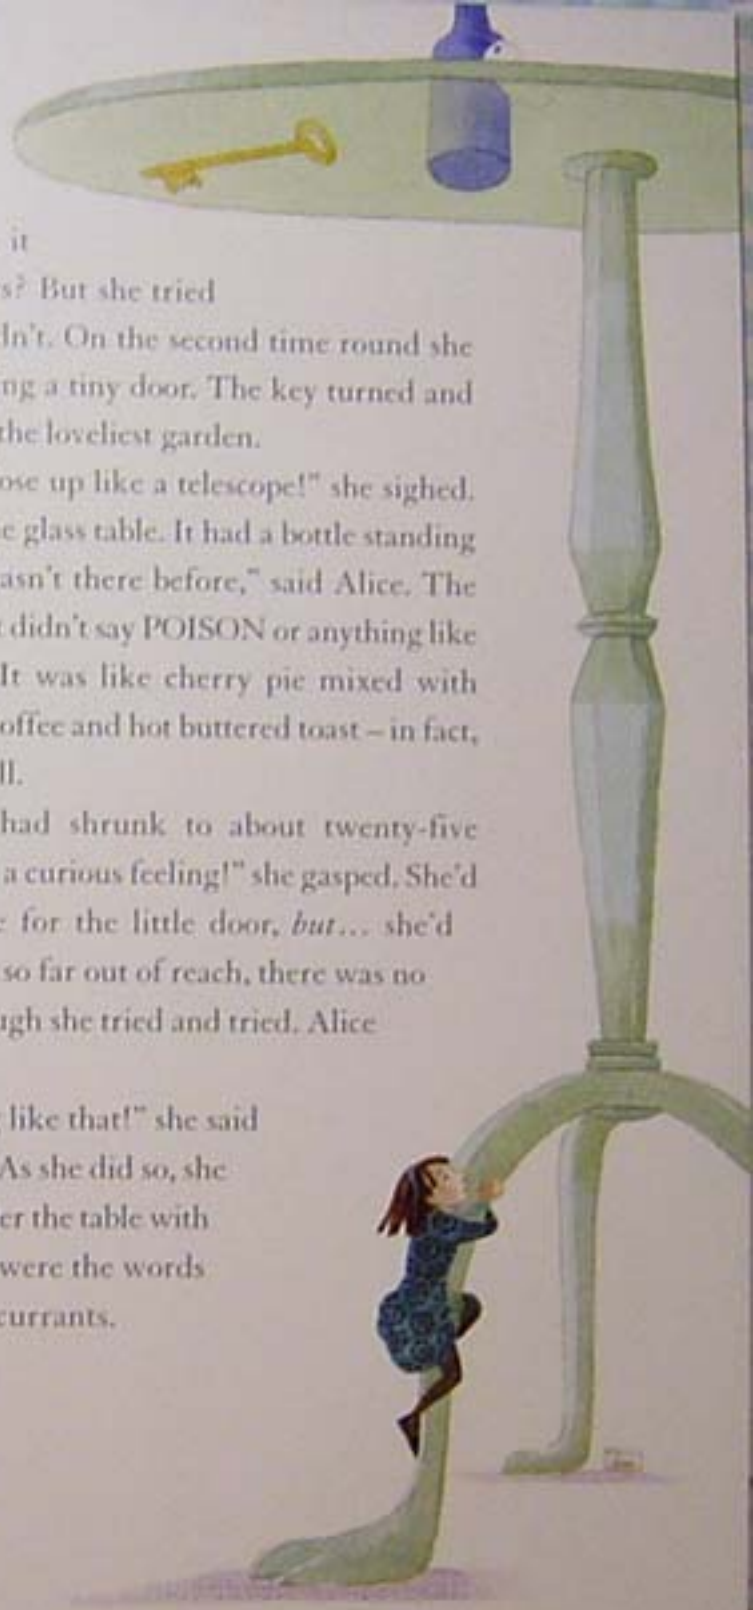 it
s? But she tried
ln't. On the second time round she
ng a tiny door. The key turned and
the loveliest garden.
ose up like a telescope!" she sighed.
e glass table. It had a bottle standing
asn't there before," said Alice. The
t didn't say POISON or anything like
It was like cherry pie mixed with
offee and hot buttered toast – in fact,
ll.
had shrunk to about twenty-five
a curious feeling!" she gasped. She'd
e for the little door, but... she'd
so far out of reach, there was no
ugh she tried and tried. Alice
like that!" she said
As she did so, she
er the table with
were the words
currants.